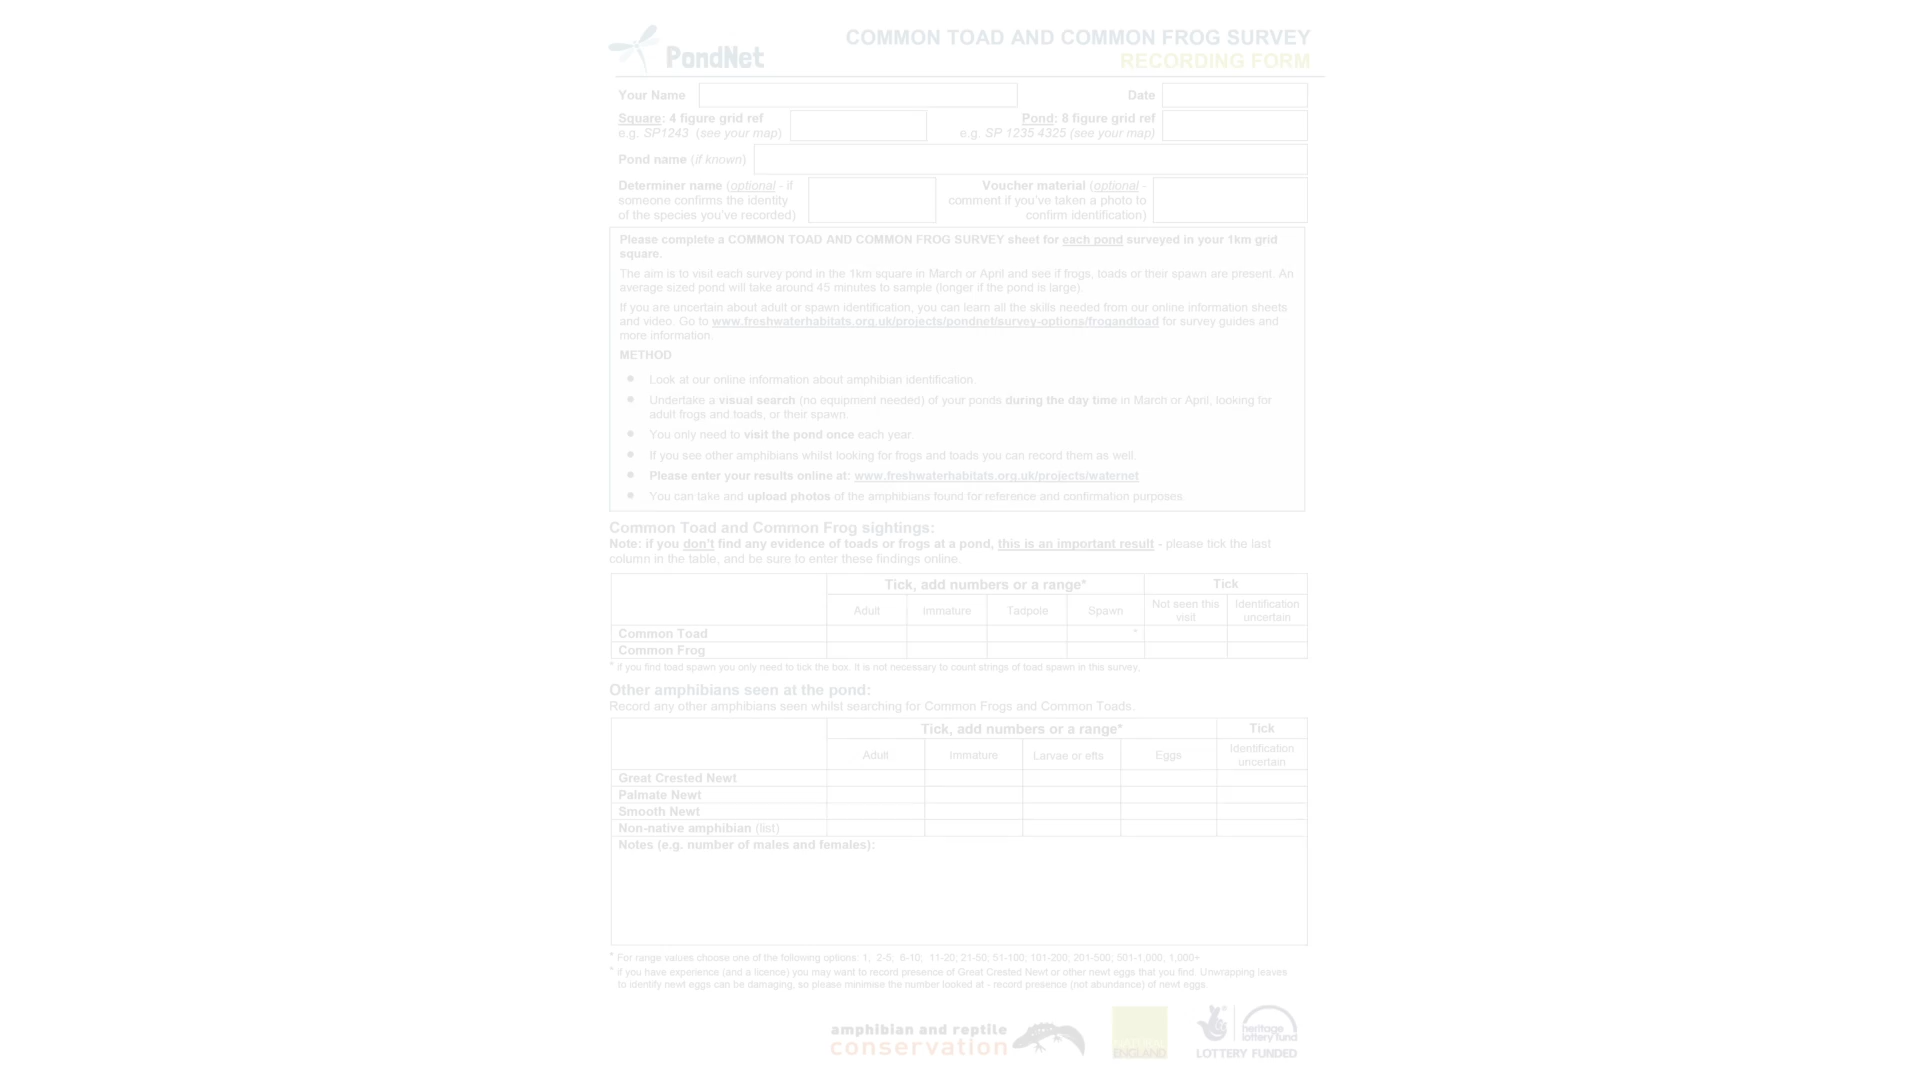 PondNet
COMMON TOAD AND COMMON FROG SURVEY
RECORDING FORM
Your Name
Date
Square: 4 figure grid ref
e.g. SP1243 (see your map)
Pond: 8 figure grid ref
e.g. SP 1235 4325 (see your map)
Pond name (if known)
Determiner name (optional - if
someone confirms the identity
of the species you've recorded)
Voucher material (optional -
comment if you've taken a photo to
confirm identification)
Please complete a COMMON TOAD AND COMMON FROG SURVEY sheet for each pond surveyed in your 1km grid
square.
The aim is to visit each survey pond in the 1km square in March or April and see if frogs, toads or their spawn are present. An
average sized pond will take around 45 minutes to sample (longer if the pond is large).
If you are uncertain about adult or spawn identification, you can learn all the skills needed from our online information sheets
and video. Go to www.freshwaterhabitats.org.uk/projects/pondnet/survey-options/frogandtoad for survey guides and
more information.
METHOD
● Look at our online information about amphibian identification.
● Undertake a visual search (no equipment needed) of your ponds during the day time in March or April, looking for
adult frogs and toads, or their spawn.
● You only need to visit the pond once each year.
● If you see other amphibians whilst looking for frogs and toads you can record them as well.
● Please enter your results online at: www.freshwaterhabitats.org.uk/projects/waternet
● You can take and upload photos of the amphibians found for reference and confirmation purposes
Common Toad and Common Frog sightings:
Note: if you don't find any evidence of toads or frogs at a pond, this is an important result - please tick the last
column in the table, and be sure to enter these findings online.
Tick, add numbers or a range*
Tick
Adult
Immature
Tadpole
Spawn
Not seen this
visit
Identification
uncertain
Common Toad
*
Common Frog
* if you find toad spawn you only need to tick the box. It is not necessary to count strings of toad spawn in this survey,
Other amphibians seen at the pond:
Record any other amphibians seen whilst searching for Common Frogs and Common Toads.
Tick, add numbers or a range*
Tick
Adult
Immature
Larvae or efts
Eggs
Identification
uncertain
Great Crested Newt
Palmate Newt
Smooth Newt
Non-native amphibian (list)
Notes (e.g. number of males and females):
* For range values choose one of the following options: 1, 2-5; 6-10; 11-20; 21-50; 51-100; 101-200; 201-500; 501-1,000, 1,000+
* if you have experience (and a licence) you may want to record presence of Great Crested Newt or other newt eggs that you find. Unwrapping leaves
to identify newt eggs can be damaging, so please minimise the number looked at - record presence (not abundance) of newt eggs.
amphibian and reptile
conservation
ENGLAND
heritage
lottery fund
LOTTERY FUNDED